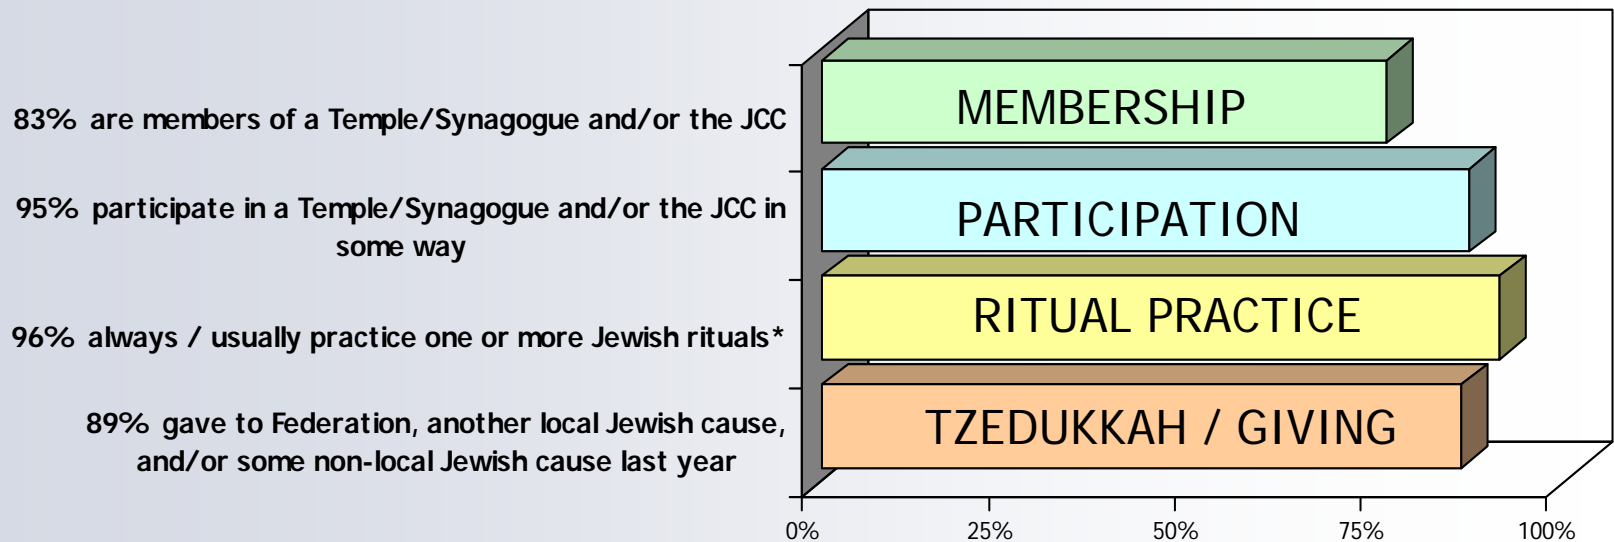 83% are members of a Temple/Synagogue and/or the JCC
MEMBERSHIP
95% participate in a Temple/Synagogue and/or the JCC in
some way
PARTICIPATION
96% always / usually practice one or more Jewish rituals*
RITUAL PRACTICE
89% gave to Federation, another local Jewish cause,
and/or some non-local Jewish cause last year
TZEDUKKAH / GIVING
0% 25% 50% 75% 100%